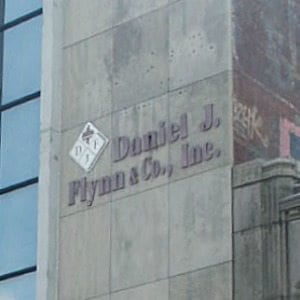 Daniel J.
Flynn & Co., Inc.
D F
J